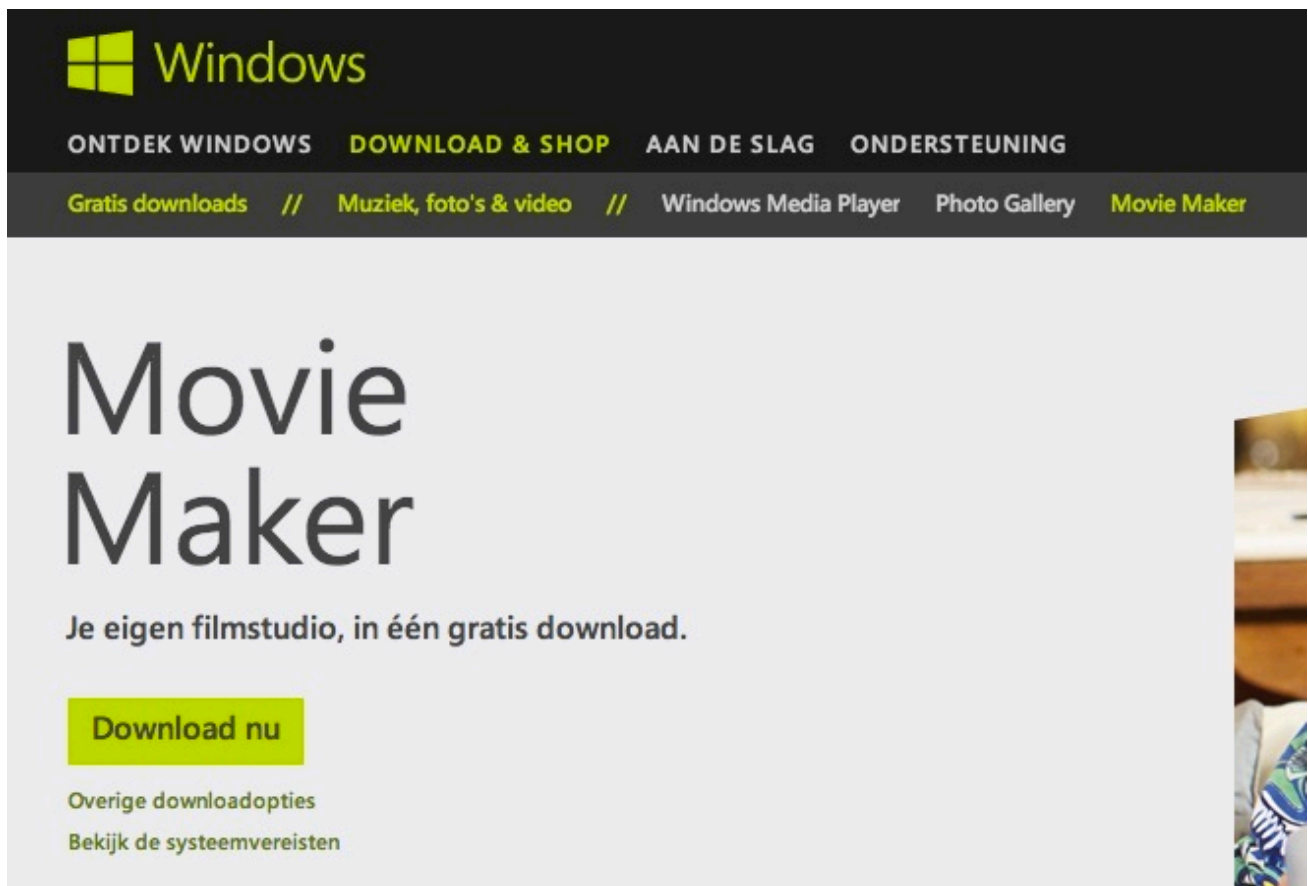 Windows
ONTDEK WINDOWS DOWNLOAD & SHOP AAN DE SLAG ONDERSTEUNING
Gratis downloads // Muziek, foto's & video // Windows Media Player Photo Gallery Movie Maker
Movie
Maker
Je eigen filmstudio, in één gratis download.
Download nu
Overige downloadopties
Bekijk de systeemvereisten